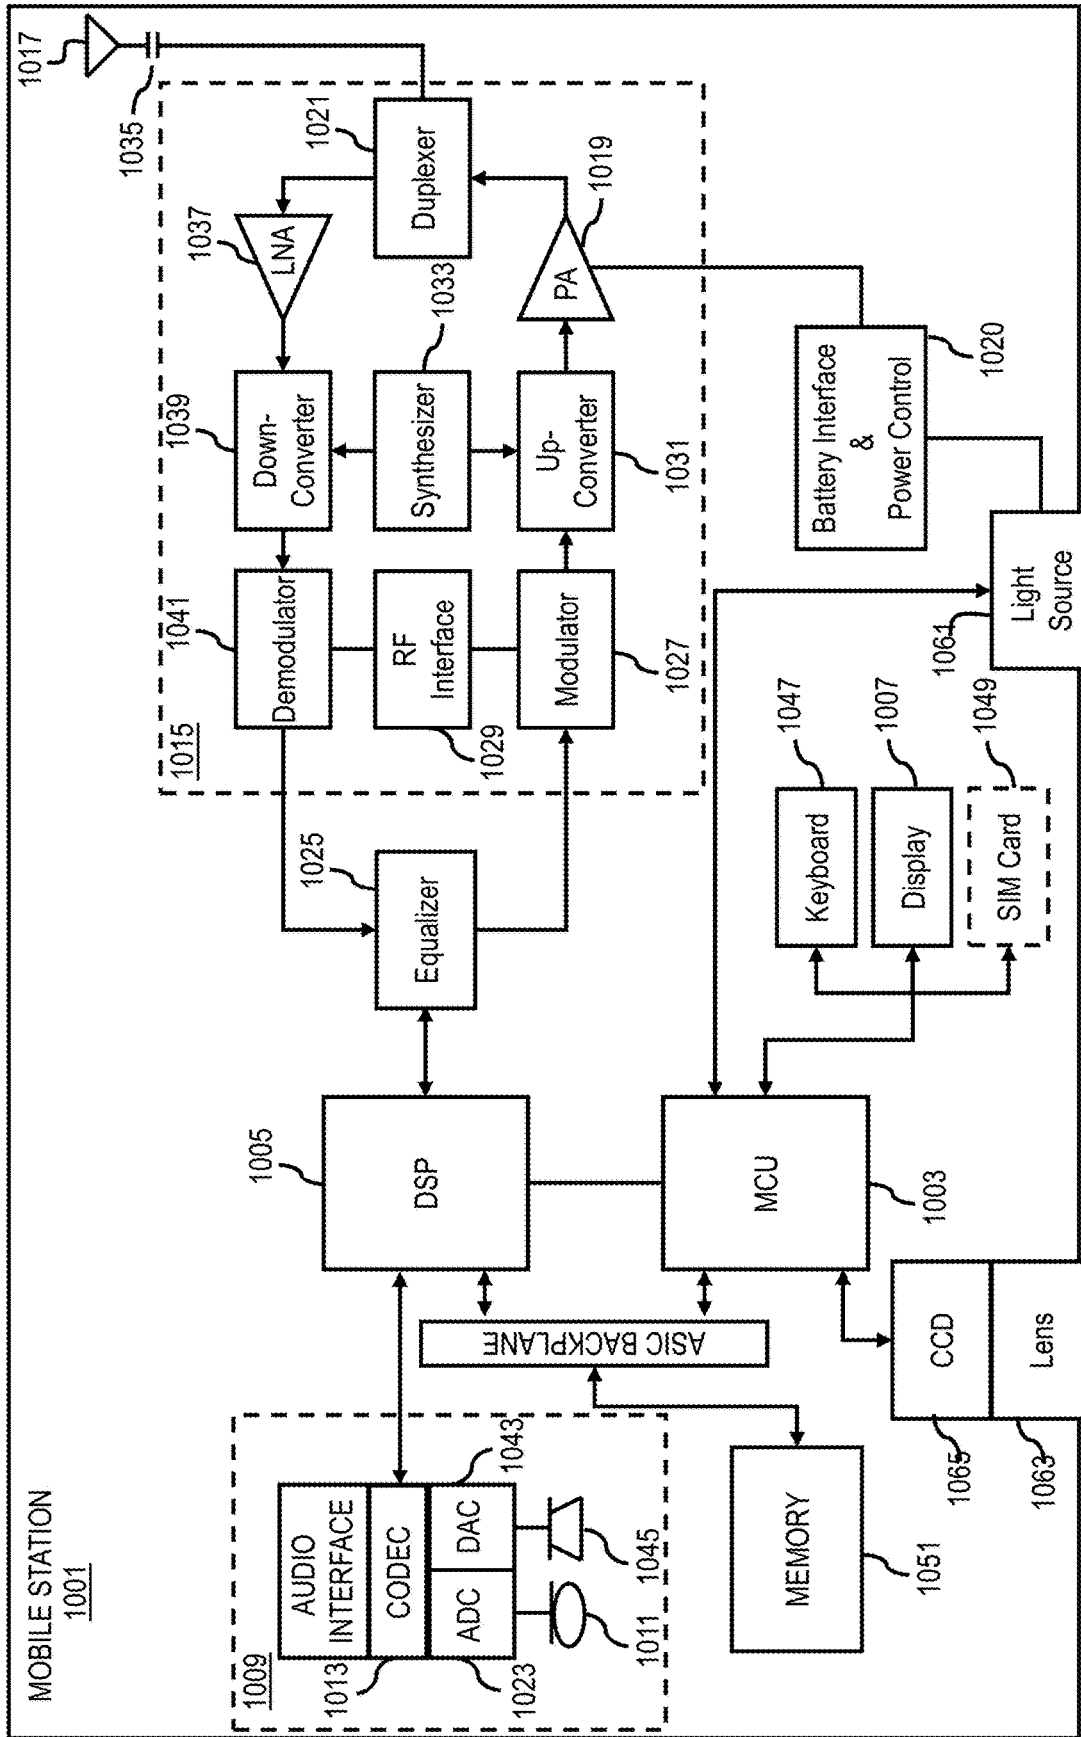 MOBILE STATION
1001
1009
AUDIO
INTERFACE
CODEC
1013
ADC
DAC
1023
1043
1011
1045
MEMORY
1051
ASIC BACKPLANE
DSP
1005
MCU
1003
CCD
1065
Lens
1063
Equalizer
1025
1015
Demodulator
1041
RF
Interface
1029
Modulator
1027
Down-
Converter
1039
Synthesizer
1033
Up-
Converter
1031
LNA
1037
PA
1019
Duplexer
1021
1035
1017
Battery Interface
&
Power Control
1020
Light
Source
1061
Keyboard
1047
Display
1007
SIM Card
1049